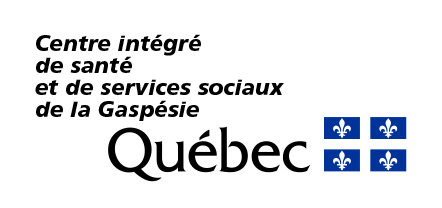 Centre intégré
de santé
et de services sociaux
de la Gaspésie
Québec